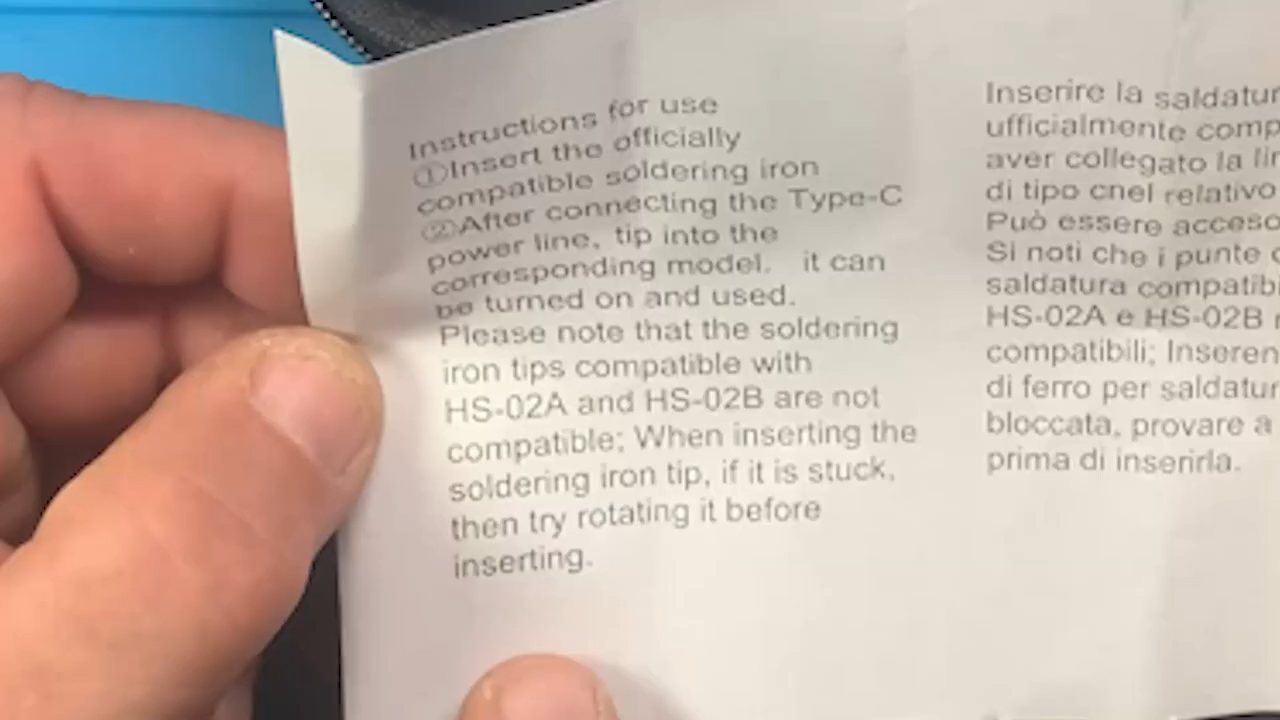 Instructions for use
①Insert the officially
compatible soldering iron
②After connecting the Type-C
power line, tip into the
corresponding model. it can
be turned on and used.
Please note that the soldering
iron tips compatible with
HS-02A and HS-02B are not
compatible; When inserting the
soldering iron tip, if it is stuck,
then try rotating it before
inserting.
Inserire la
ufficialmente
aver collegato la
di tipo cnel relativo
Può essere acceso
Si noti che i punte
saldatura
HS-02A e HS-02B
compatibili;
di ferro per
bloccata, provare a
prima di inserirla.